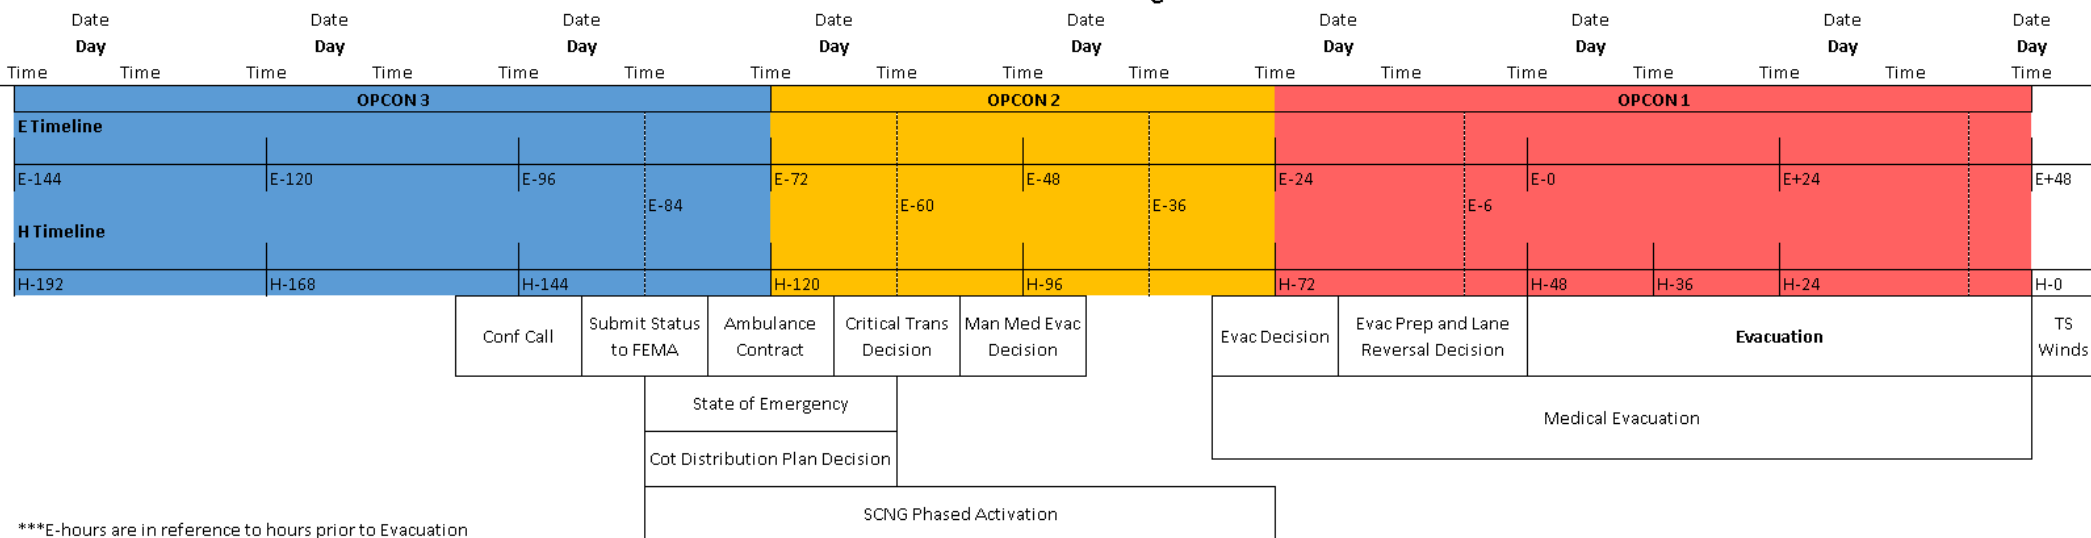 Date Date Date Date Date Date Date Date Date
Day Day Day Day Day Day Day Day Day
Time Time Time Time Time Time Time Time Time Time Time Time Time Time Time Time Time
OPCON 3 OPCON 2 OPCON 1
E Timeline
E-144 E-120 E-96 E-72 E-48 E-24 E-0 E+24 E+48
E-84 E-60 E-36 E-6
H Timeline
H-192 H-168 H-144 H-120 H-96 H-72 H-48 H-36 H-24 H-0
Conf Call
Submit Status
to FEMA
Ambulance
Contract
Critical Trans
Decision
Man Med Evac
Decision
Evac Decision
Evac Prep and Lane
Reversal Decision
Evacuation
TS
Winds
State of Emergency
Medical Evacuation
Cot Distribution Plan Decision
SCNG Phased Activation
***E-hours are in reference to hours prior to Evacuation